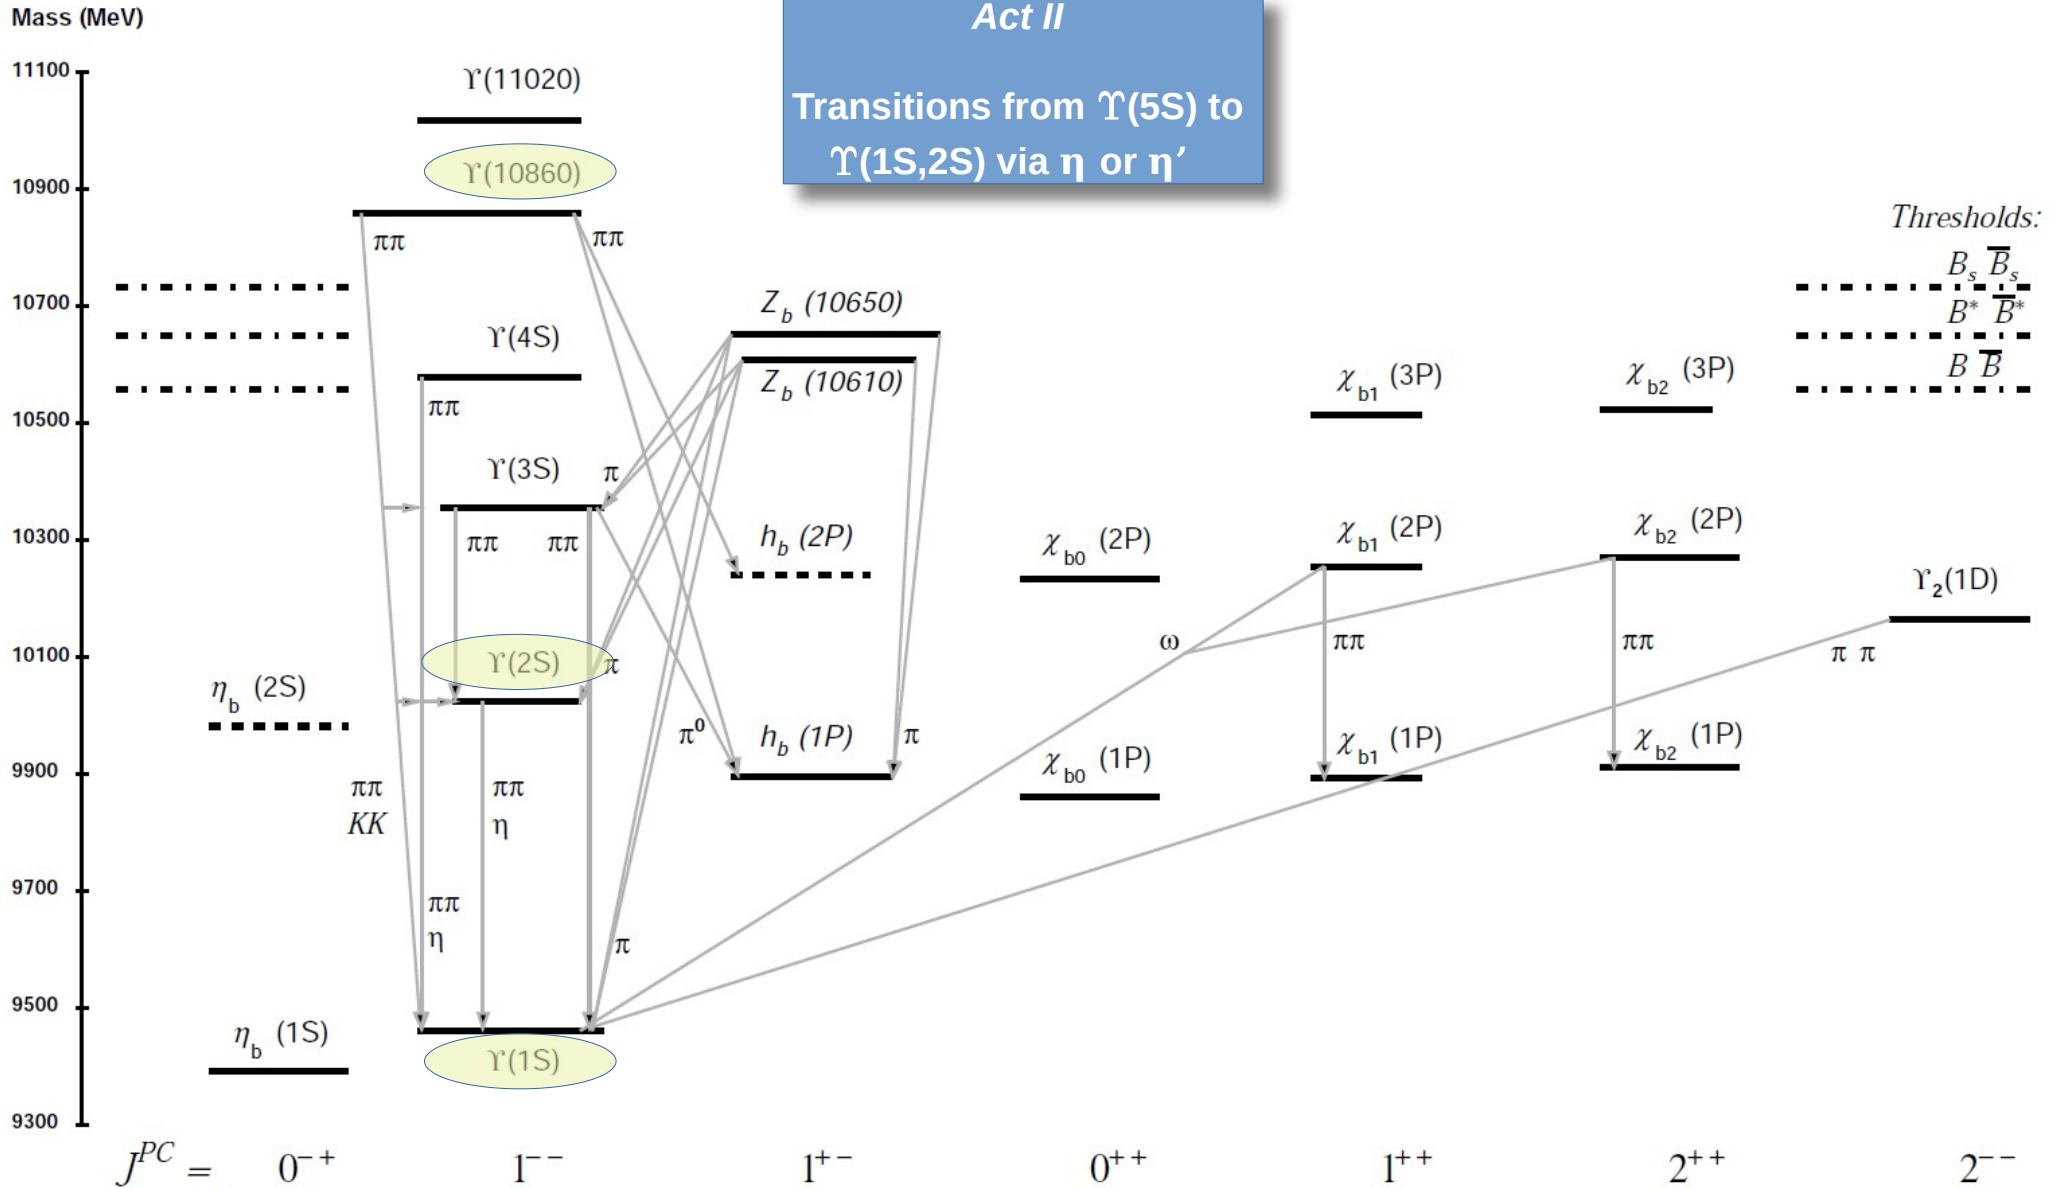 Mass (MeV)
Act II
Transitions from ϒ(5S) to
ϒ(1S,2S) via η or η′
11100
10900
10700
10500
10300
10100
9900
9700
9500
9300
ϒ(11020)
ϒ(10860)
ππ
ππ
Thresholds:
B_s B̅_s
B* B̅*
B B̅
ϒ(4S)
ππ
Z_b (10650)
Z_b (10610)
χ_b1 (3P)
χ_b2 (3P)
ϒ(3S)
π
ππ
ππ
h_b (2P)
χ_b0 (2P)
χ_b1 (2P)
χ_b2 (2P)
ϒ_2(1D)
ω
ππ
ππ
π π
η_b (2S)
ϒ(2S)
π
π⁰
h_b (1P)
π
χ_b0 (1P)
χ_b1 (1P)
χ_b2 (1P)
ππ
KK
ππ
η
ππ
η
π
η_b (1S)
ϒ(1S)
J^PC = 0⁻⁺ 1⁻⁻ 1⁺⁻ 0⁺⁺ 1⁺⁺ 2⁺⁺ 2⁻⁻